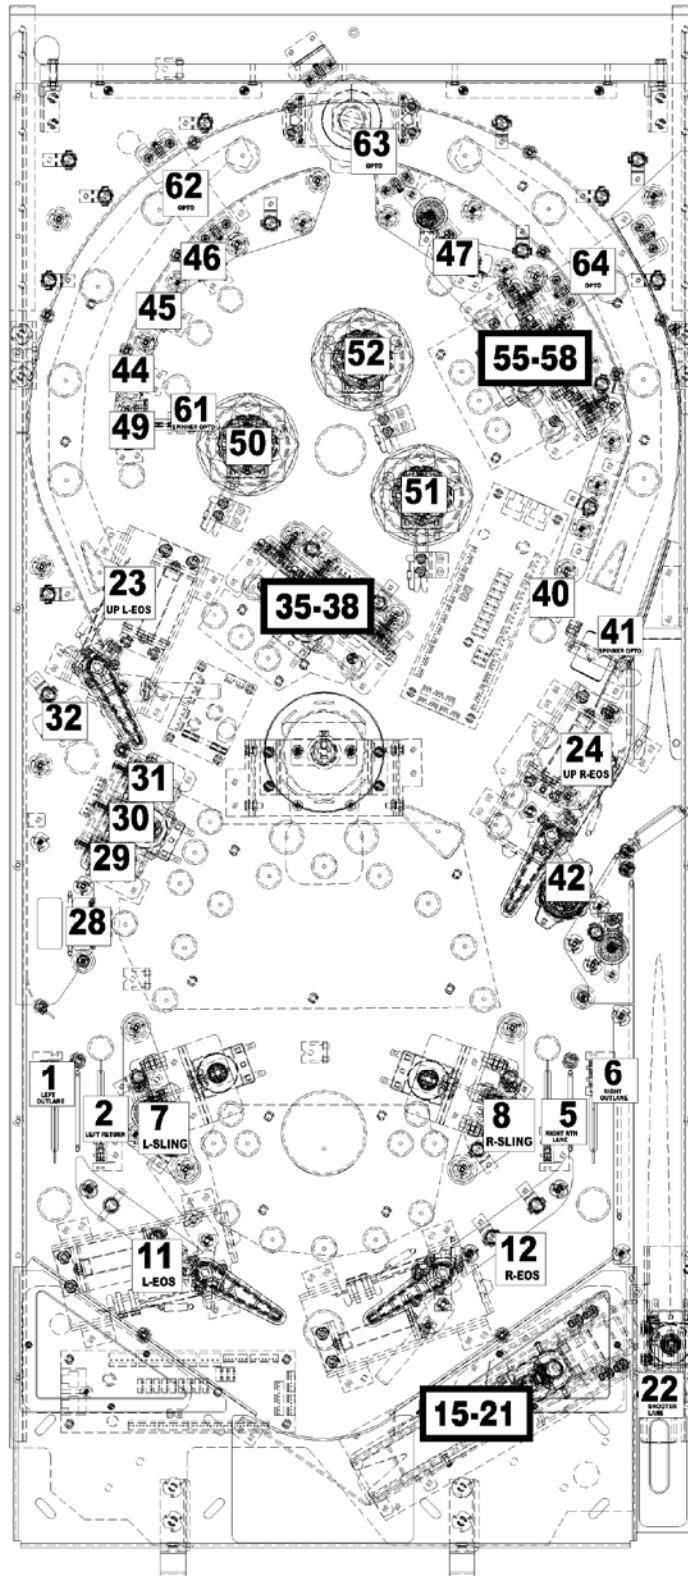 63
OPTO
62
OPTO
46
47
64
OPTO
45
52
55-58
44
61
SPINNER OPTO
49
50
51
23
UP L-EOS
35-38
40
41
SPINNER OPTO
32
24
UP R-EOS
31
30
29
42
28
1
LEFT
OUTLANE
6
RIGHT
OUTLANE
2
LEFT RETURN
7
L-SLING
8
R-SLING
5
RIGHT RTN
LANE
11
L-EOS
12
R-EOS
15-21
22
SHOOTER
LANE